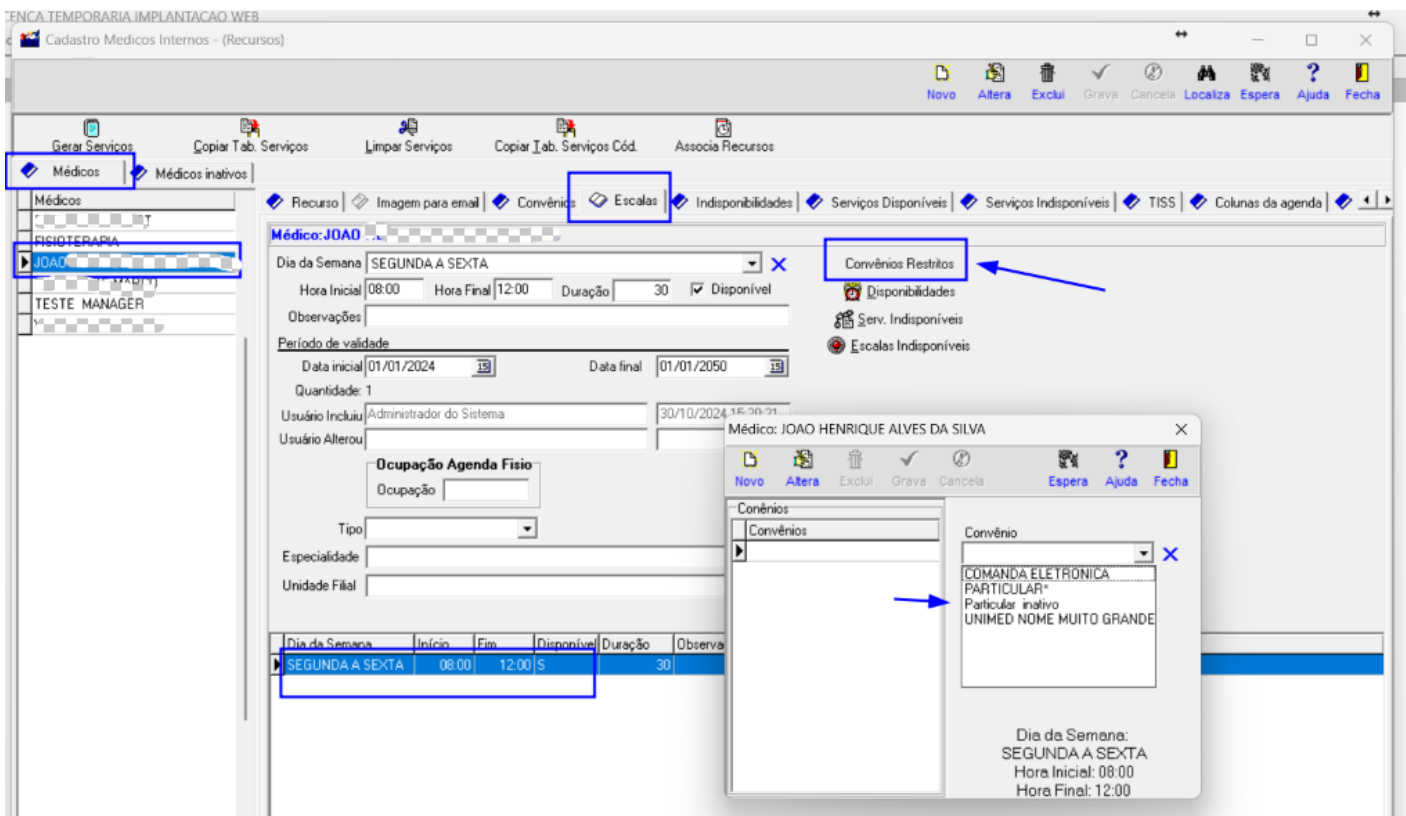 ENCA TEMPORARIA IMPLANTACAO WEB
Cadastro Medicos Internos - (Recursos)
Novo Altera Exclui Grava Cancela Localiza Espera Ajuda Fecha
Gerar Serviços Copiar Tab. Serviços Limpar Serviços Copiar Tab. Serviços Cód. Associa Recursos
Médicos Médicos inativos
Médicos
FISIOTERAPIA
JOAO
TESTE MANAGER
Recurso Imagem para email Convênios Escalas Indisponibilidades Serviços Disponíveis Serviços Indisponíveis TISS Colunas da agenda
Médico: JOAO
Dia da Semana SEGUNDA A SEXTA
Hora Inicial 08:00 Hora Final 12:00 Duração 30 Disponível
Observações
Convênios Restritos
Disponibilidades
Serv. Indisponíveis
Escalas Indisponíveis
Período de validade
Data inicial 01/01/2024 15 Data final 01/01/2050 15
Quantidade: 1
Usuário Incluiu Administrador do Sistema 30/10/2024 15:20:21
Usuário Alterou
Ocupação Agenda Fisio
Ocupação
Tipo
Especialidade
Unidade Filial
Dia da Semana Início Fim Disponível Duração Observa
SEGUNDA A SEXTA 08:00 12:00 S 30
Médico: JOAO HENRIQUE ALVES DA SILVA
Novo Altera Exclui Grava Cancela Espera Ajuda Fecha
Conênios
Convênios
Convênio
COMANDA ELETRONICA
PARTICULAR*
Particular inativo
UNIMED NOME MUITO GRANDE
Dia da Semana:
SEGUNDA A SEXTA
Hora Inicial: 08:00
Hora Final: 12:00